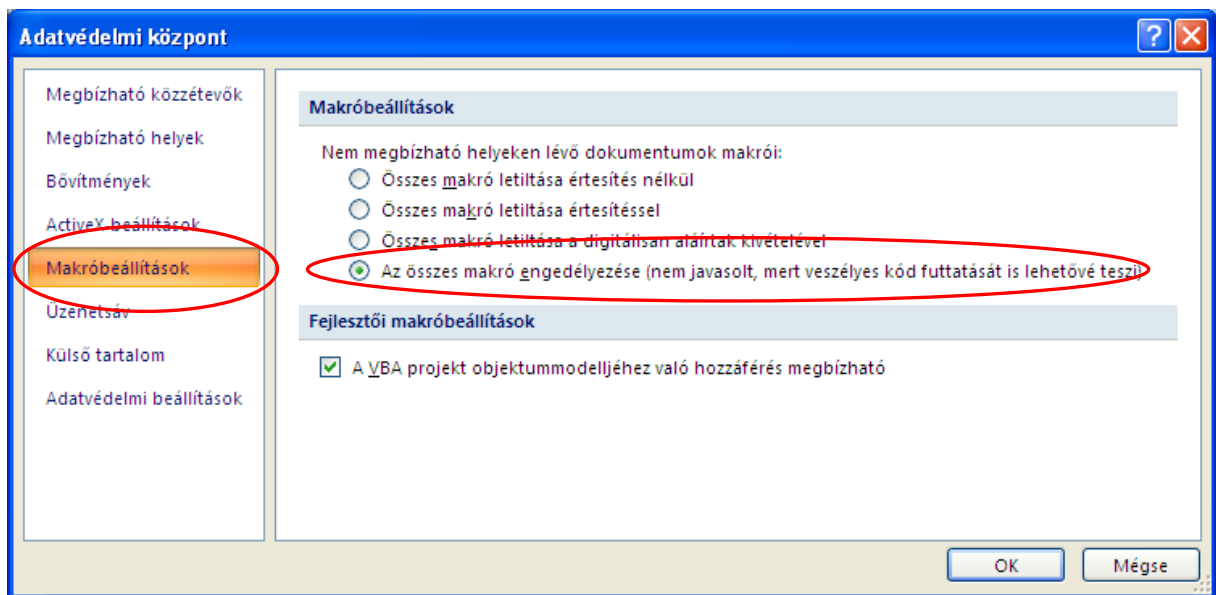 Adatvédelmi központ
Megbízható közzétevők
Megbízható helyek
Bővítmények
ActiveX-beállítások
Makróbeállítások
Üzenetsáv
Külső tartalom
Adatvédelmi beállítások
Makróbeállítások
Nem megbízható helyeken lévő dokumentumok makrói:
Összes makró letiltása értesítés nélkül
Összes makró letiltása értesítéssel
Összes makró letiltása a digitálisan aláírtak kivételével
Az összes makró engedélyezése (nem javasolt, mert veszélyes kód futtatását is lehetővé teszi)
Fejlesztői makróbeállítások
A VBA projekt objektummodelljéhez való hozzáférés megbízható
OK
Mégse